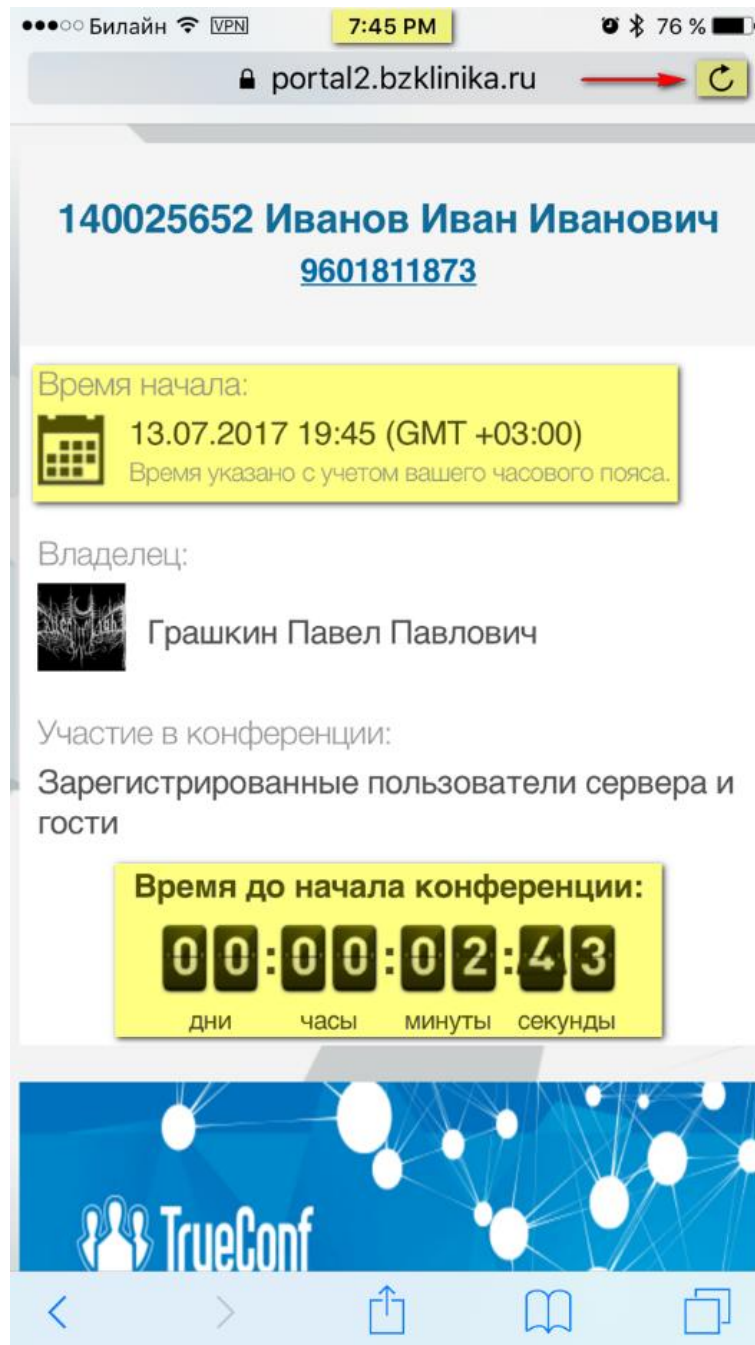 Билайн VPN 7:45 PM 76 %
portal2.bzklinika.ru
140025652 Иванов Иван Иванович
9601811873
Время начала:
13.07.2017 19:45 (GMT +03:00)
Время указано с учетом вашего часового пояса.
Владелец:
Грашкин Павел Павлович
Участие в конференции:
Зарегистрированные пользователи сервера и
гости
Время до начала конференции:
00:00:02:43
дни часы минуты секунды
TrueConf